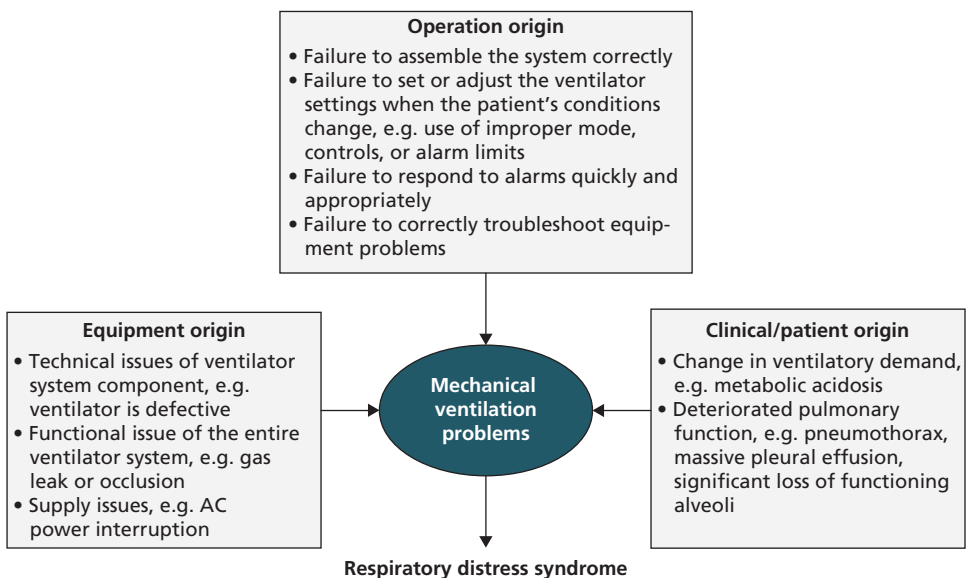 Operation origin
• Failure to assemble the system correctly
• Failure to set or adjust the ventilator
settings when the patient's conditions
change, e.g. use of improper mode,
controls, or alarm limits
• Failure to respond to alarms quickly and
appropriately
• Failure to correctly troubleshoot equip-
ment problems
Equipment origin
• Technical issues of ventilator
system component, e.g.
ventilator is defective
• Functional issue of the entire
ventilator system, e.g. gas
leak or occlusion
• Supply issues, e.g. AC
power interruption
Mechanical
ventilation
problems
Clinical/patient origin
• Change in ventilatory demand,
e.g. metabolic acidosis
• Deteriorated pulmonary
function, e.g. pneumothorax,
massive pleural effusion,
significant loss of functioning
alveoli
Respiratory distress syndrome